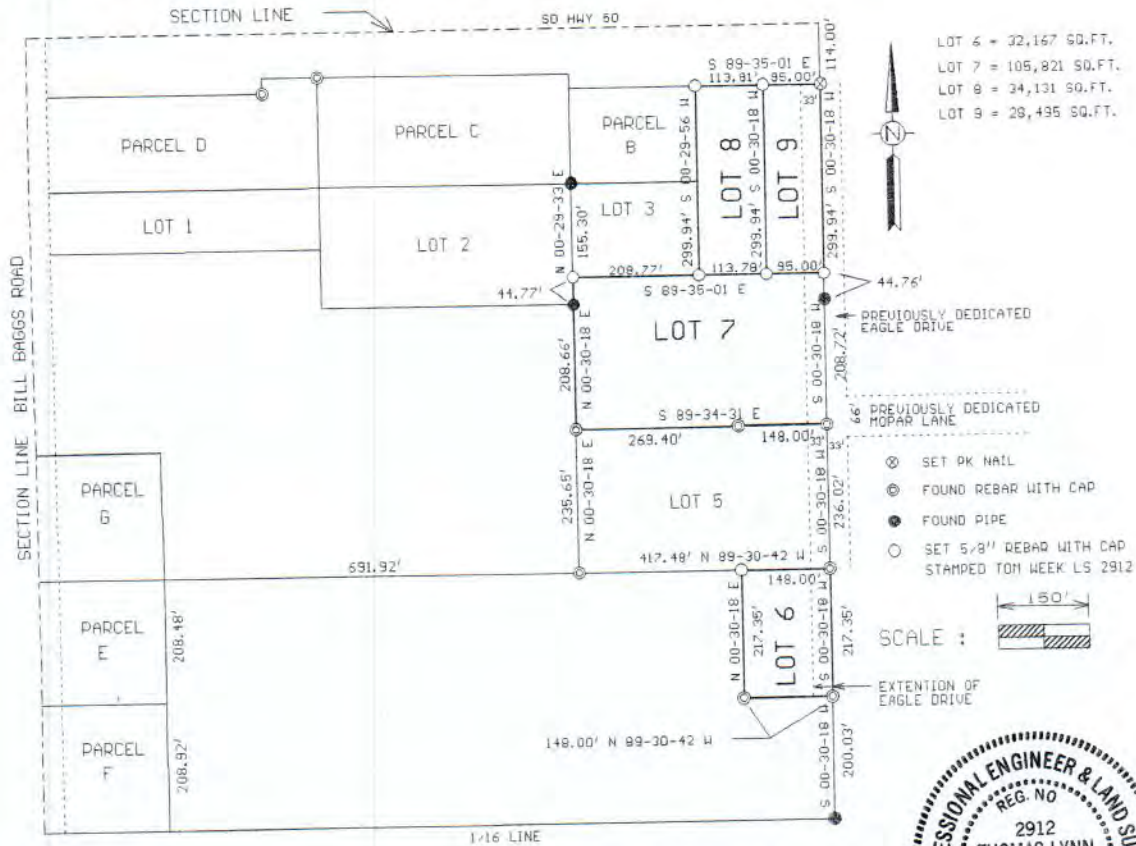 SECTION LINE
SD HWY 50
114.00'
S 89-35-01 E
113.81'
95.00'
33'
LOT 6 = 32,167 SQ.FT.
LOT 7 = 105,821 SQ.FT.
LOT 8 = 34,131 SQ.FT.
LOT 9 = 28,495 SQ.FT.
N
PARCEL D
PARCEL C
PARCEL
B
LOT 1
LOT 2
LOT 3
N 00-29-33 E
155.30'
299.94' S 00-29-56 W
LOT 8
299.94' S 00-30-18 W
LOT 9
299.94' S 00-30-18 W
208.77'
113.78'
95.00'
S 89-35-01 E
44.77'
44.76'
LOT 7
PREVIOUSLY DEDICATED
EAGLE DRIVE
208.66'
N 00-30-18 E
S 00-30-18 W
208.72'
S 89-34-31 E
269.40'
148.00'
33'
33'
66'
PREVIOUSLY DEDICATED
MOPAR LANE
SECTION LINE BILL BAGGS ROAD
SET PK NAIL
FOUND REBAR WITH CAP
FOUND PIPE
SET 5/8" REBAR WITH CAP
STAMPED TOM WEEK LS 2912
PARCEL
G
235.65'
N 00-30-18 E
LOT 5
S 00-30-18 W
236.02'
691.92'
417.48' N 89-30-42 W
148.00'
150'
SCALE :
PARCEL
E
208.48'
N 00-30-18 E
217.35'
LOT 6
S 00-30-18 W
217.35'
EXTENTION OF
EAGLE DRIVE
148.00' N 89-30-42 W
PARCEL
F
208.92'
S 00-30-18 W
200.03'
1/16 LINE
ENGINEER & LAND
REG. NO
2912
THOMAS LYNN